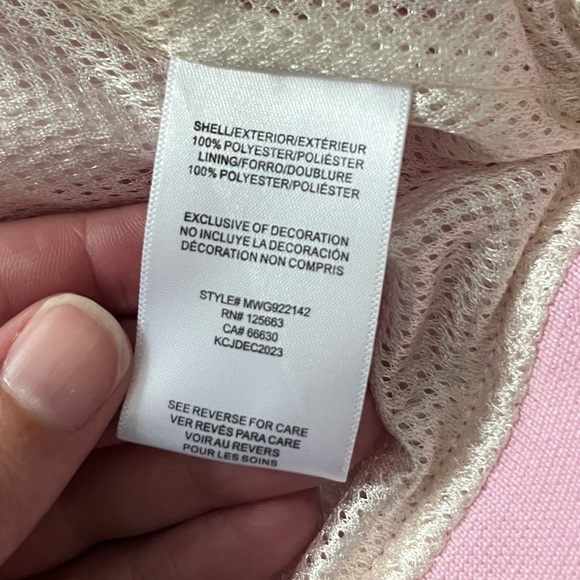 SHELL/EXTERIOR/EXTÉRIEUR
100% POLYESTER/POLIÉSTER
LINING/FORRO/DOUBLURE
100% POLYESTER/POLIÉSTER
EXCLUSIVE OF DECORATION
NO INCLUYE LA DECORACIÓN
DÉCORATION NON COMPRIS
STYLE# MWG922142
RN# 125663
CA# 66630
KCJDEC2023
SEE REVERSE FOR CARE
VER REVÉS PARA CARE
VOIR AU REVERS
POUR LES SOINS